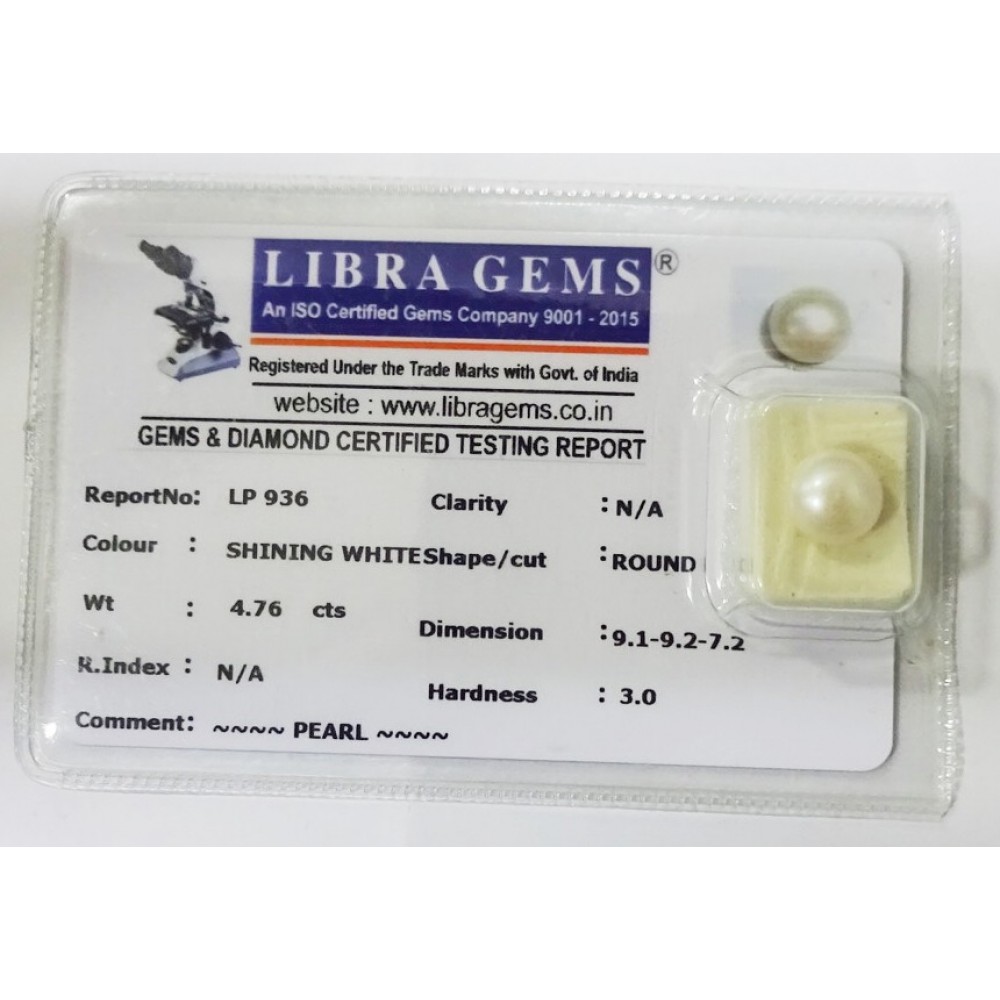 LIBRA GEMS®
An ISO Certified Gems Company 9001 - 2015
Registered Under the Trade Marks with Govt. of India
website : www.libragems.co.in
GEMS & DIAMOND CERTIFIED TESTING REPORT
ReportNo: LP 936 Clarity : N/A
Colour : SHINING WHITE Shape/cut : ROUND
Wt : 4.76 cts Dimension : 9.1-9.2-7.2
R.Index : N/A Hardness : 3.0
Comment: ~~~~ PEARL ~~~~